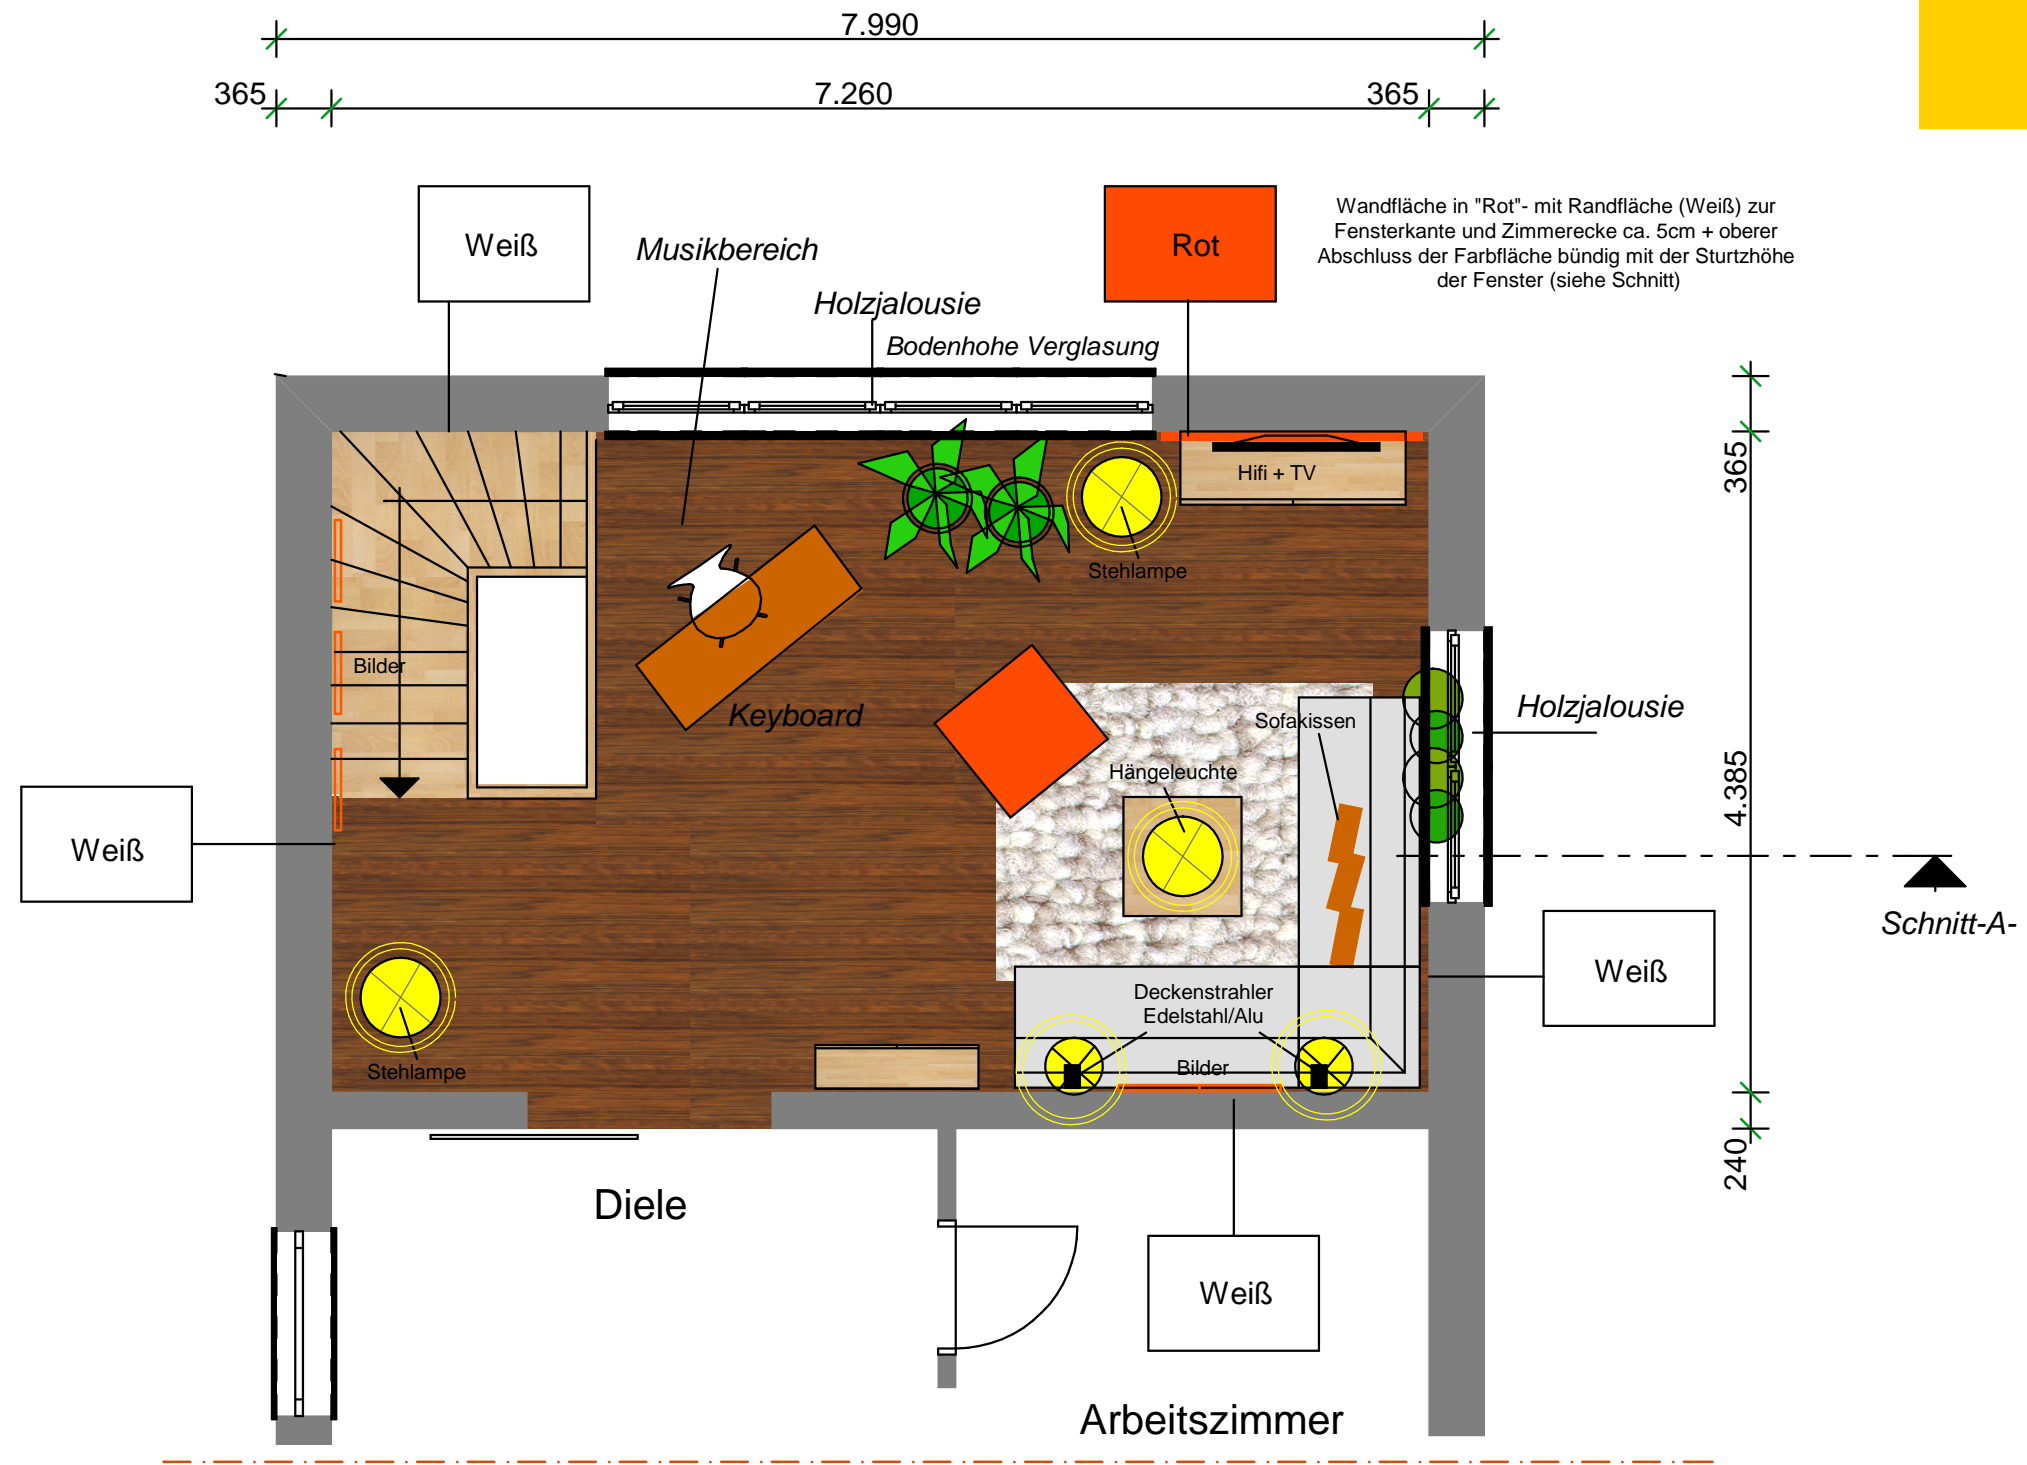 7.990
365
7.260
365
Weiß
Musikbereich
Holzjalousie
Bodenhohe Verglasung
Rot
Wandfläche in "Rot"- mit Randfläche (Weiß) zur
Fensterkante und Zimmerecke ca. 5cm + oberer
Abschluss der Farbfläche bündig mit der Sturtzhöhe
der Fenster (siehe Schnitt)
365
Hifi + TV
Stehlampe
Bilder
Keyboard
Sofakissen
Holzjalousie
Hängeleuchte
4.385
Weiß
Schnitt-A-
Weiß
Deckenstrahler
Edelstahl/Alu
Bilder
Stehlampe
240
Diele
Weiß
Arbeitszimmer